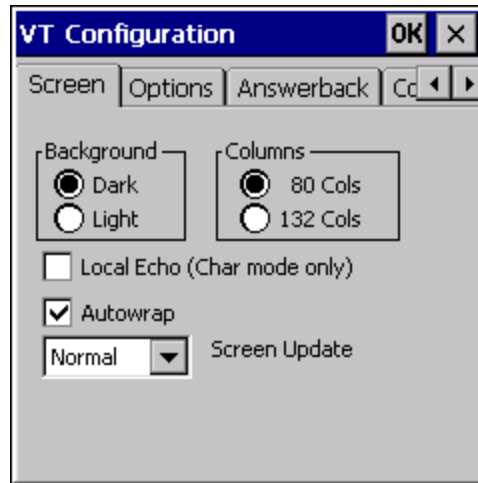 VT Configuration OK
Screen Options Answerback
Background Columns
Dark 80 Cols
Light 132 Cols
Local Echo (Char mode only)
Autowrap
Normal Screen Update